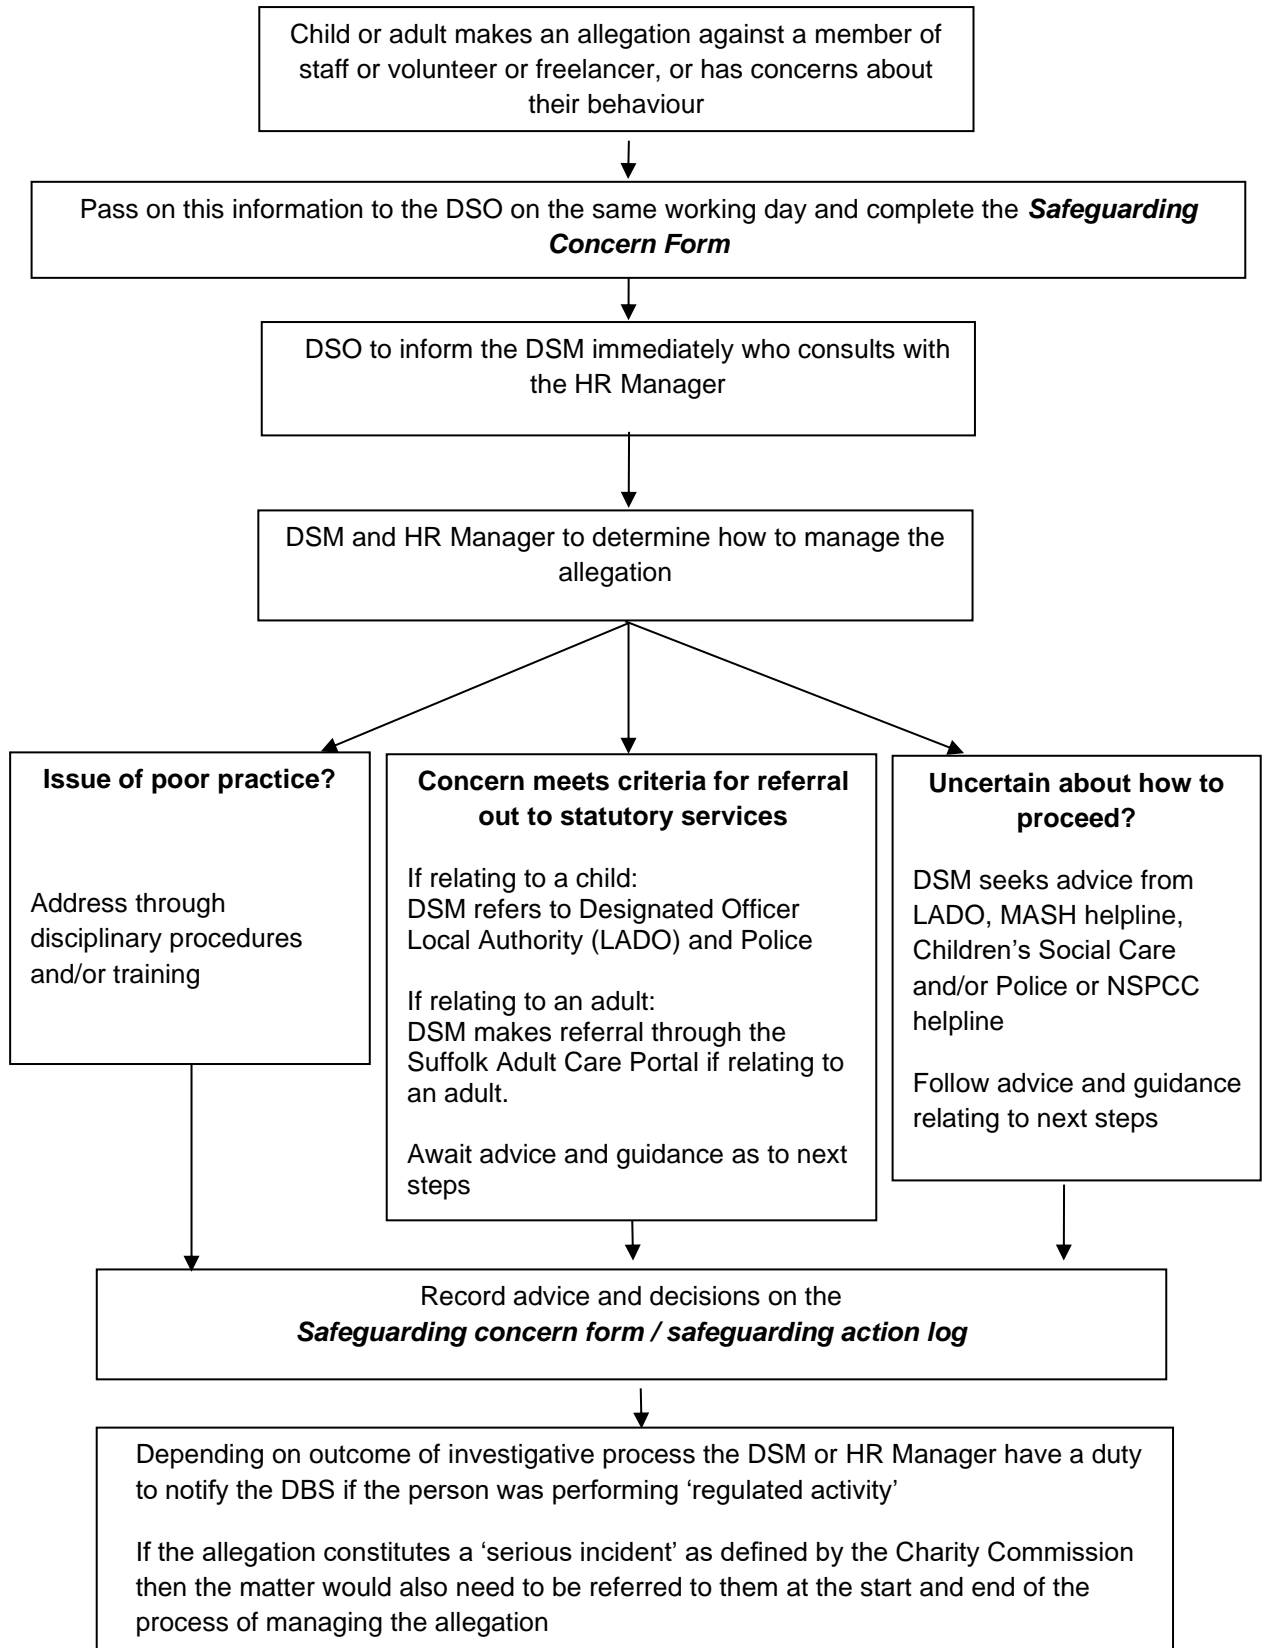 Child or adult makes an allegation against a member of
staff or volunteer or freelancer, or has concerns about
their behaviour
Pass on this information to the DSO on the same working day and complete the Safeguarding
Concern Form
DSO to inform the DSM immediately who consults with
the HR Manager
DSM and HR Manager to determine how to manage the
allegation
Issue of poor practice?
Address through
disciplinary procedures
and/or training
Concern meets criteria for referral
out to statutory services
If relating to a child:
DSM refers to Designated Officer
Local Authority (LADO) and Police
If relating to an adult:
DSM makes referral through the
Suffolk Adult Care Portal if relating to
an adult.
Await advice and guidance as to next
steps
Uncertain about how to
proceed?
DSM seeks advice from
LADO, MASH helpline,
Children’s Social Care
and/or Police or NSPCC
helpline
Follow advice and guidance
relating to next steps
Record advice and decisions on the
Safeguarding concern form / safeguarding action log
Depending on outcome of investigative process the DSM or HR Manager have a duty
to notify the DBS if the person was performing ‘regulated activity’
If the allegation constitutes a ‘serious incident’ as defined by the Charity Commission
then the matter would also need to be referred to them at the start and end of the
process of managing the allegation